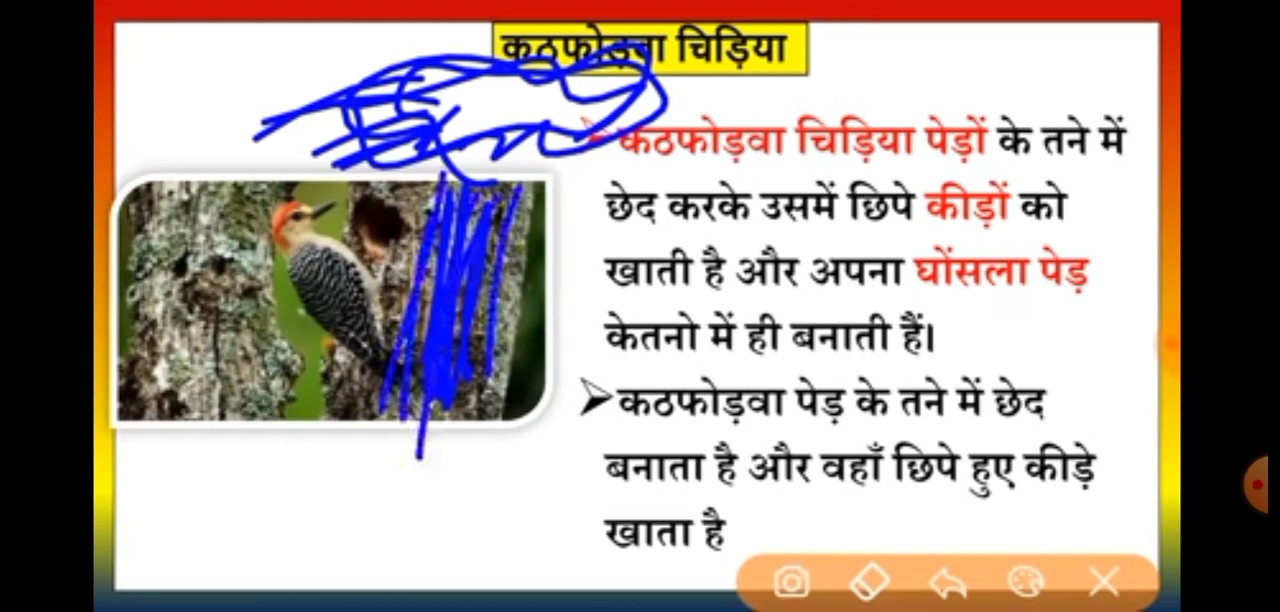 कठफोड़वा चिड़िया
➤कठफोड़वा चिड़िया पेड़ों के तने में
छेद करके उसमें छिपे कीड़ों को
खाती है और अपना घोंसला पेड़
केतनो में ही बनाती हैं।
➤कठफोड़वा पेड़ के तने में छेद
बनाता है और वहाँ छिपे हुए कीड़े
खाता है